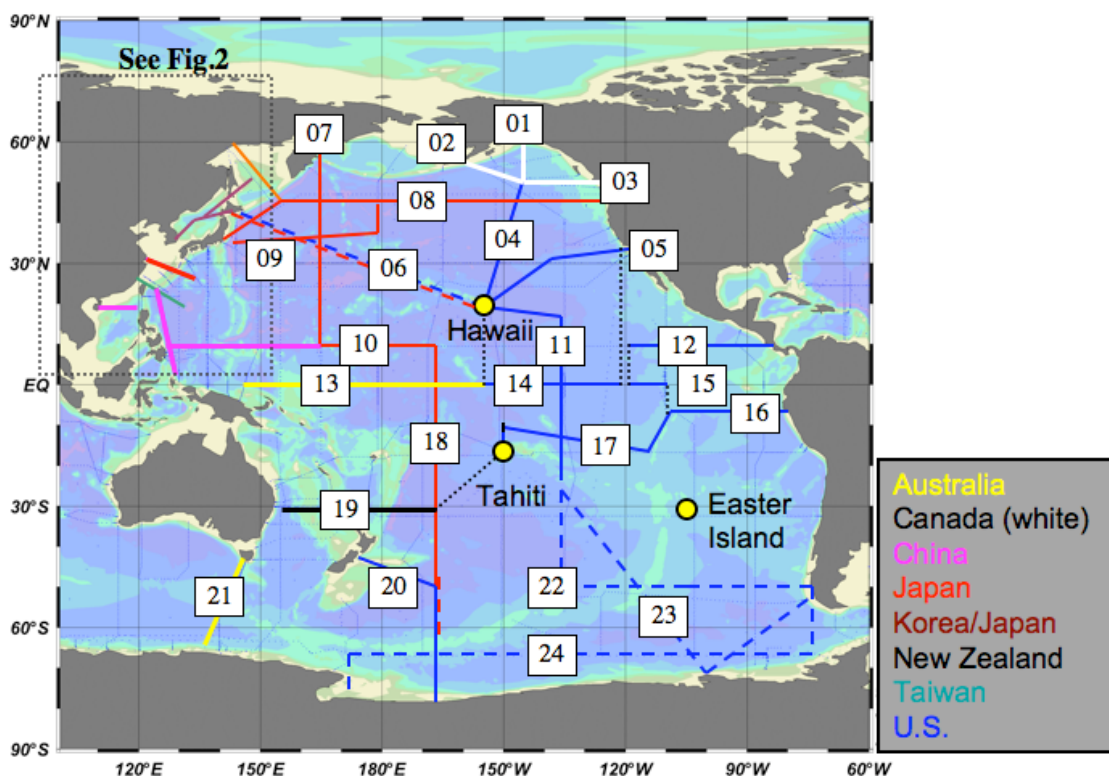 90°N
See Fig.2
01
07
02
60°N
03
08
04
05
09
06
30°N
Hawaii
10
11
12
13
14
15
EQ
16
18
17
Tahiti
19
Easter
Island
30°S
20
22
21
23
24
60°S
90°S
120°E
150°E
180°W
150°W
120°W
90°W
60°W
Australia
Canada (white)
China
Japan
Korea/Japan
New Zealand
Taiwan
U.S.